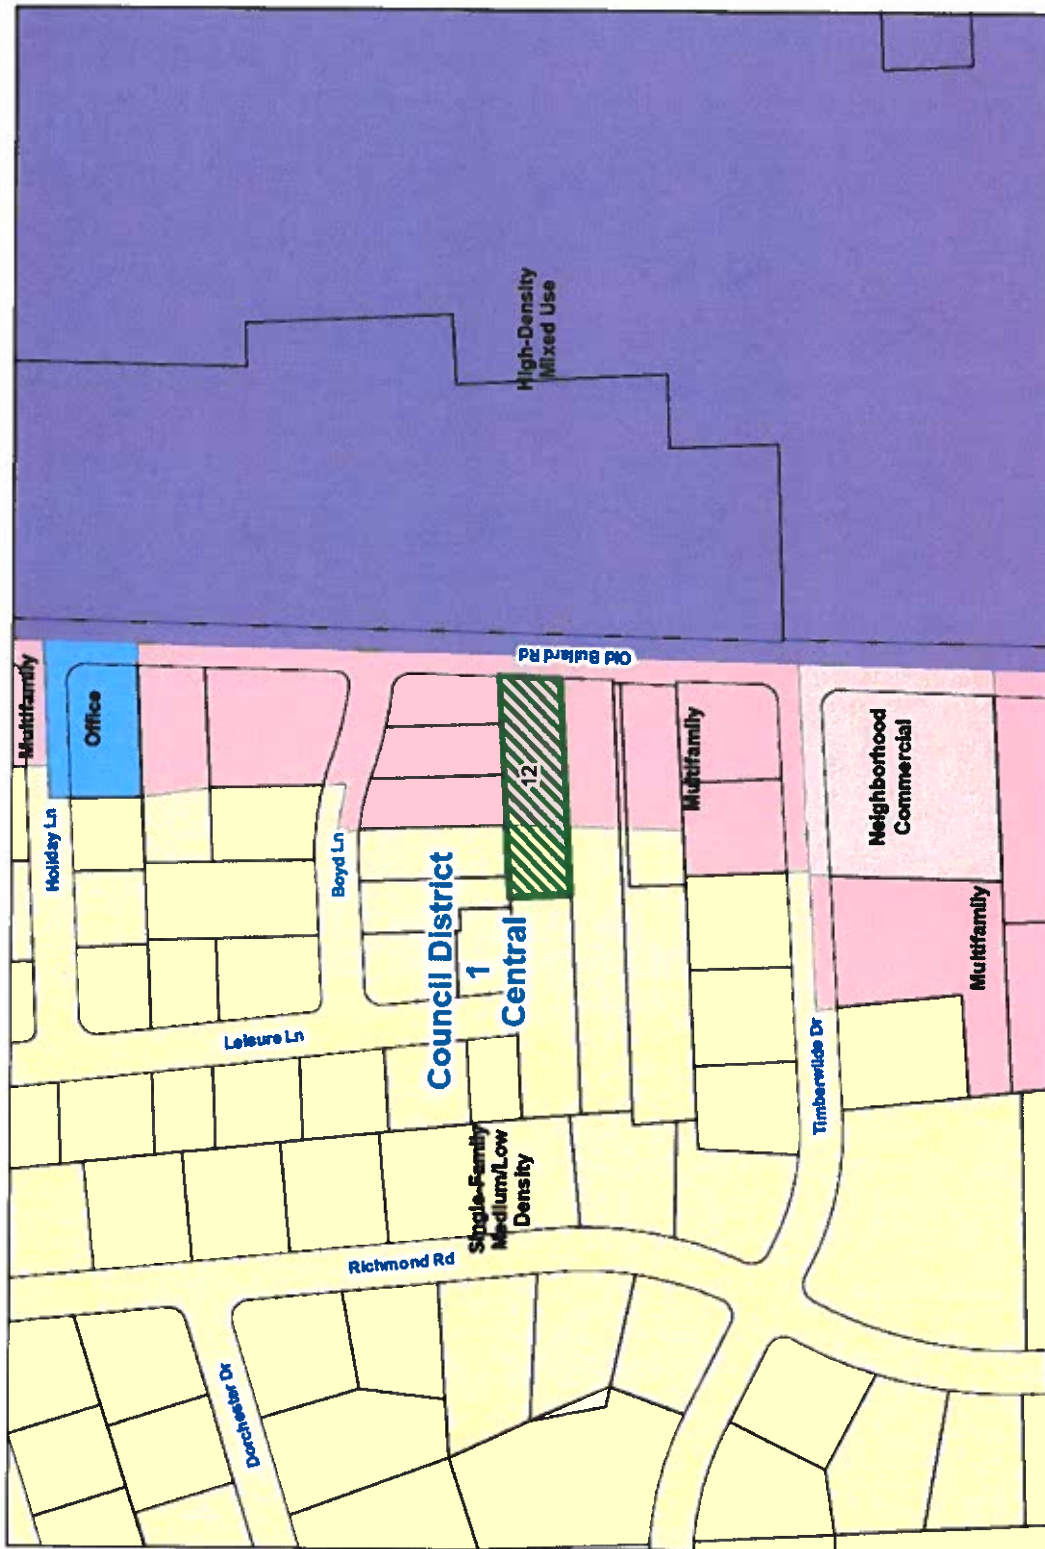 High-Density
Mixed Use
Old Bullard Rd
Multifamily
Office
Holiday Ln
Boyd Ln
12
Multifamily
Neighborhood
Commercial
Multifamily
Council District
1
Central
Leisure Ln
Timberwilde Dr
Single-Family
Medium/Low
Density
Richmond Rd
Dorchester Dr